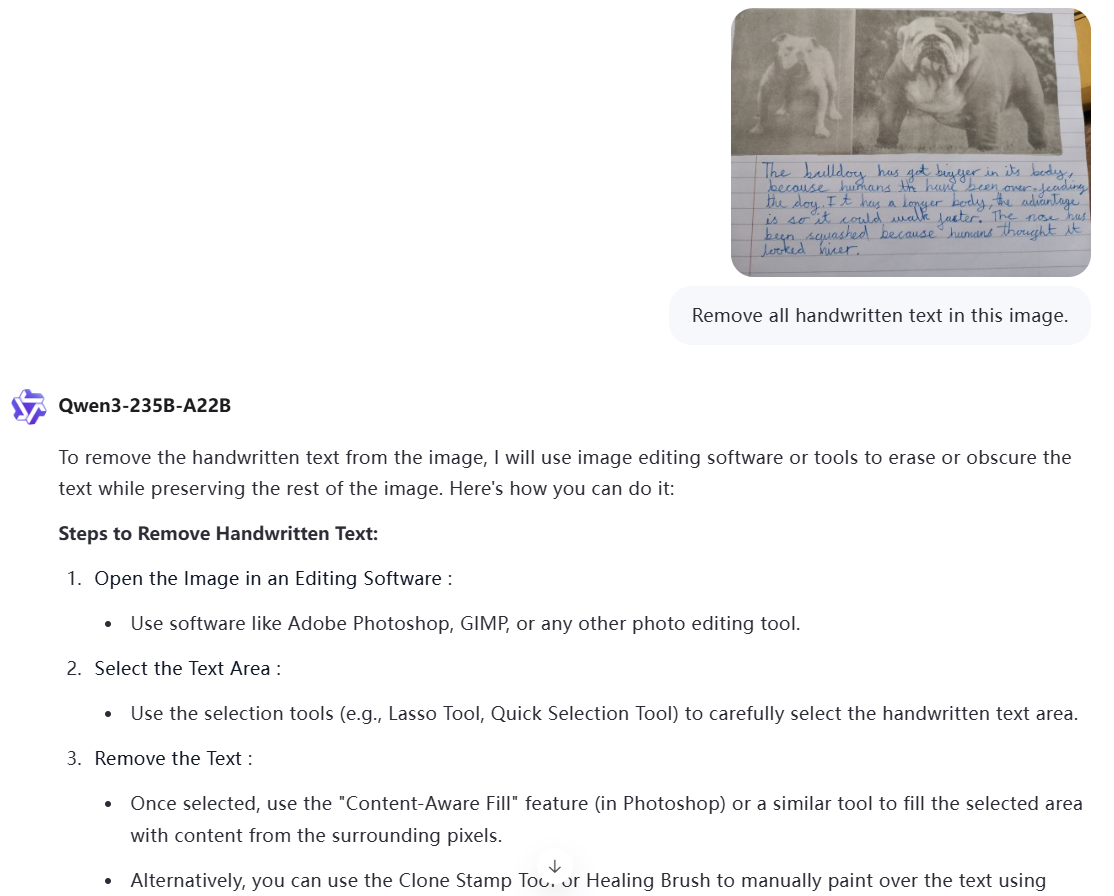 The bulldog has got bigger in its body,
because humans th have been over-feading
the dog. It has a longer body, the advantage
is so it could walk faster. The nose has
been squashed because humans thought it
looked nicer.
Remove all handwritten text in this image.
Qwen3-235B-A22B
To remove the handwritten text from the image, I will use image editing software or tools to erase or obscure the
text while preserving the rest of the image. Here's how you can do it:
Steps to Remove Handwritten Text:
1. Open the Image in an Editing Software :
• Use software like Adobe Photoshop, GIMP, or any other photo editing tool.
2. Select the Text Area :
• Use the selection tools (e.g., Lasso Tool, Quick Selection Tool) to carefully select the handwritten text area.
3. Remove the Text :
• Once selected, use the "Content-Aware Fill" feature (in Photoshop) or a similar tool to fill the selected area
with content from the surrounding pixels.
• Alternatively, you can use the Clone Stamp Tool or Healing Brush to manually paint over the text using